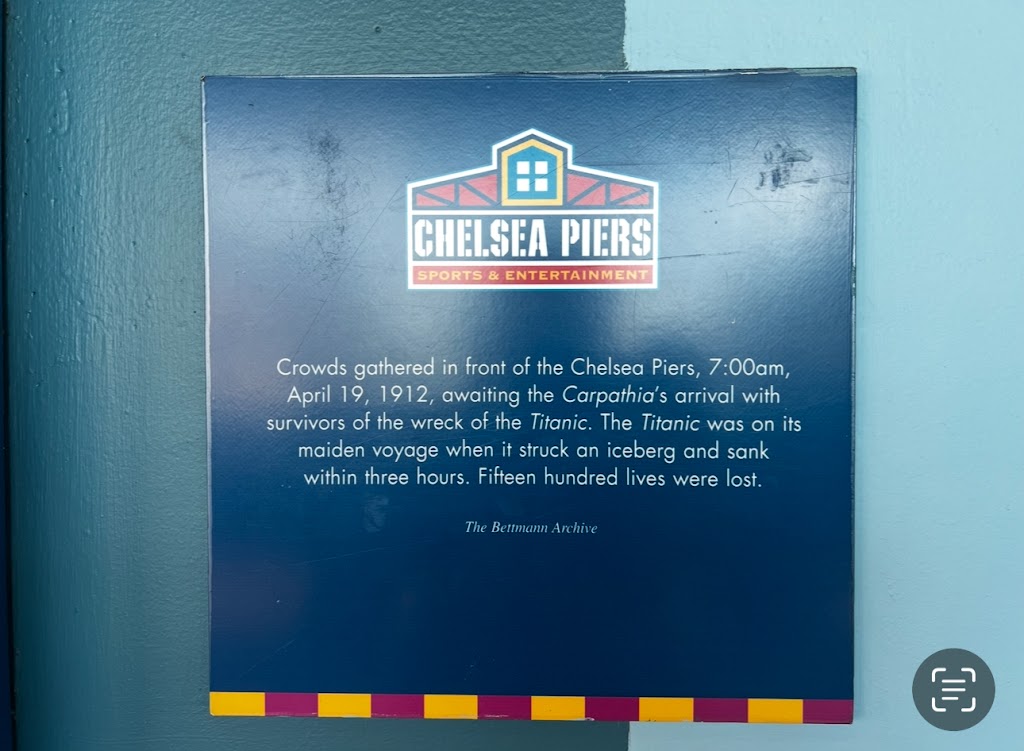 CHELSEA PIERS
SPORTS & ENTERTAINMENT
Crowds gathered in front of the Chelsea Piers, 7:00am,
April 19, 1912, awaiting the Carpathia's arrival with
survivors of the wreck of the Titanic. The Titanic was on its
maiden voyage when it struck an iceberg and sank
within three hours. Fifteen hundred lives were lost.
The Bettmann Archive